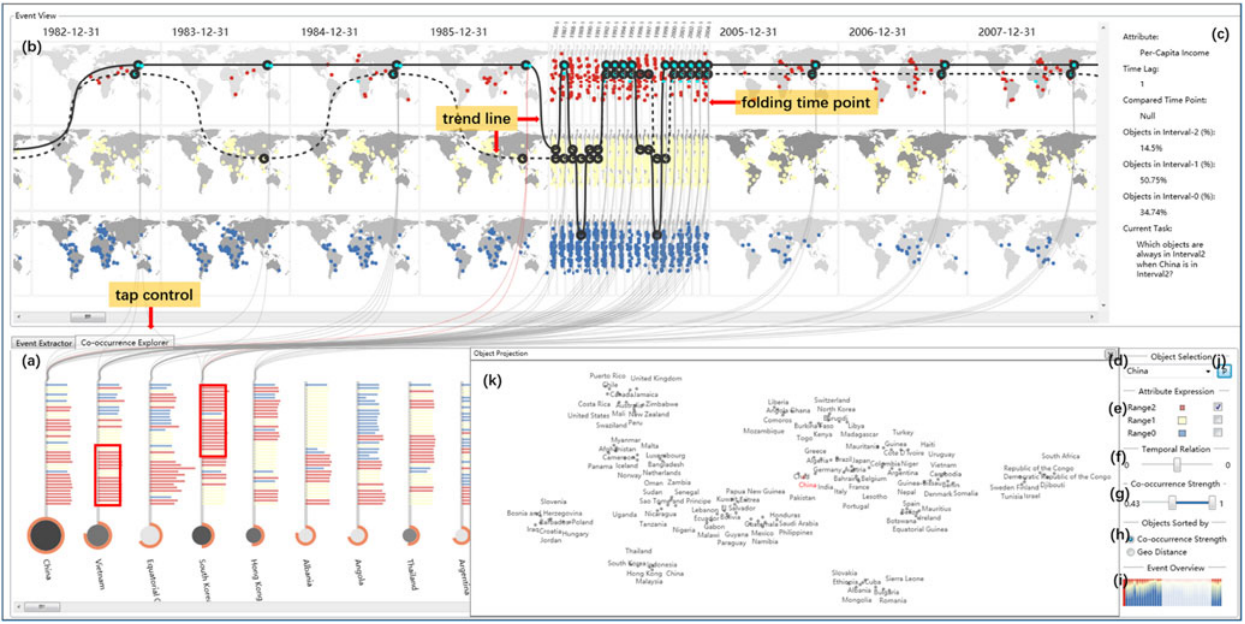 Event View
1982-12-31 1983-12-31 1984-12-31 1985-12-31 2005-12-31 2006-12-31 2007-12-31
(b) (c)
Attribute:
Per-Capita Income
Time Lag:
1
Compared Time Point:
Null
Objects in Interval-2 (%):
14.5%
Objects in Interval-1 (%):
50.75%
Objects in Interval-0 (%):
34.74%
Current Task:
Which objects are
always in Interval2
when China is in
Interval2?
folding time point
trend line
tap control
Event Extractor Co-occurrence Explorer
(a)
China
Vietnam
Equatorial G
South Korea
Hong Kong
Albania
Angola
Thailand
Argentina
Object Projection
(k)
Puerto Rico United Kingdom
Chile
Canada Jamaica
Costa Rica Zimbabwe
United States Mali New Zealand
Swaziland Peru
Liberia Switzerland
Ghana North Korea
Comoros Burundi
Togo Libya
Mozambique Kenya Madagascar
Myanmar Malta
Afghanistan Luxembourg
Cameroon Bangladesh
Panama Iceland
Norway Netherlands
Oman Zambia
Sudan Senegal
Sao Tome and Principe
Nicaragua
Uganda
Tanzania
Nigeria
Papua New Guinea
Eritrea
Lebanon El Salvador
Ecuador Bolivia Honduras
Gabon Guatemala Saudi Arabia
Malawi Guyana Mexico Philippines
Paraguay Namibia
Greece Mauritania Guinea Turkey Haiti
Algeria Brazil Japan Cote D'Ivoire Uruguay
Germany Austria Colombia Niger Vietnam
Chad Bahrain Belgium Cambodia
China India France
Pakistan Italy Lesotho Nepal Denmark Somalia
Portugal Spain
Mauritius
Botswana Ireland
Equatorial Guinea
South Africa
Republic of the Congo
Democratic Republic of the Congo
Sweden Djibouti
Tunisia Israel
Slovenia
Bosnia and Herzegovina
Barbados Poland
Iraq Croatia Hungary
Jordan
Thailand
South Korea Indonesia
Hong Kong China
Malaysia
Slovakia
Ethiopia Cuba Sierra Leone
Albania Bulgaria
Mongolia Romania
(d) Object Selection (j)
China
Attribute Expression
(e) Range2
Range1
Range0
Temporal Relation
(f) 0 0
Co-occurrence Strength
(g) 0.43 1
Objects Sorted by
(h) Co-occurrence Strength
Geo Distance
Event Overview
(i)